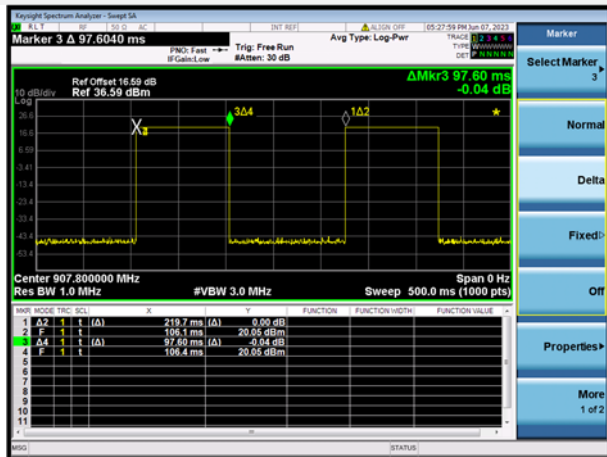 Keysight Spectrum Analyzer - Swept SA
RLT RF 50 Ω AC INT REF ALIGN OFF 05:27:59 PM Jun 07, 2023
Marker 3 Δ 97.6040 ms
PNO: Fast
IFGain:Low
Trig: Free Run
#Atten: 30 dB
Avg Type: Log-Pwr
TRACE 1 2 3 4 5 6
TYPE WWWWWW
DET P NNNNN
Marker
Select Marker
3
Normal
Delta
Fixed
Off
Properties
More
1 of 2
Ref Offset 16.59 dB
10 dB/div Ref 36.59 dBm
Log
ΔMkr3 97.60 ms
-0.04 dB
3Δ4
1Δ2
26.6
16.6
6.59
-3.41
-13.4
-23.4
-33.4
-43.4
-53.4
Center 907.800000 MHz Span 0 Hz
Res BW 1.0 MHz #VBW 3.0 MHz Sweep 500.0 ms (1000 pts)
MKR MODE TRC SCL X Y FUNCTION FUNCTION WIDTH FUNCTION VALUE
1 Δ2 1 t (Δ) 219.7 ms (Δ) 0.00 dB
2 F 1 t 106.1 ms 20.05 dBm
3 Δ4 1 t (Δ) 97.60 ms (Δ) -0.04 dB
4 F 1 t 106.4 ms 20.05 dBm
5
6
7
8
9
10
11
MSG STATUS